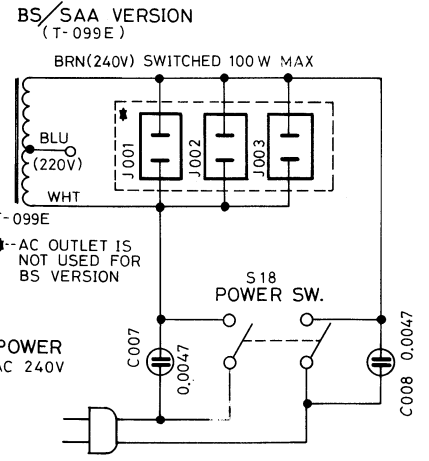 BS/SAA VERSION
(T-099E)
BRN(240V) SWITCHED 100W MAX
BLU
(220V)
J001
J002
J003
WHT
T-099E
*--AC OUTLET IS
NOT USED FOR
BS VERSION
S18
POWER SW.
C007
0.0047
C008 0.0047
POWER
AC 240V